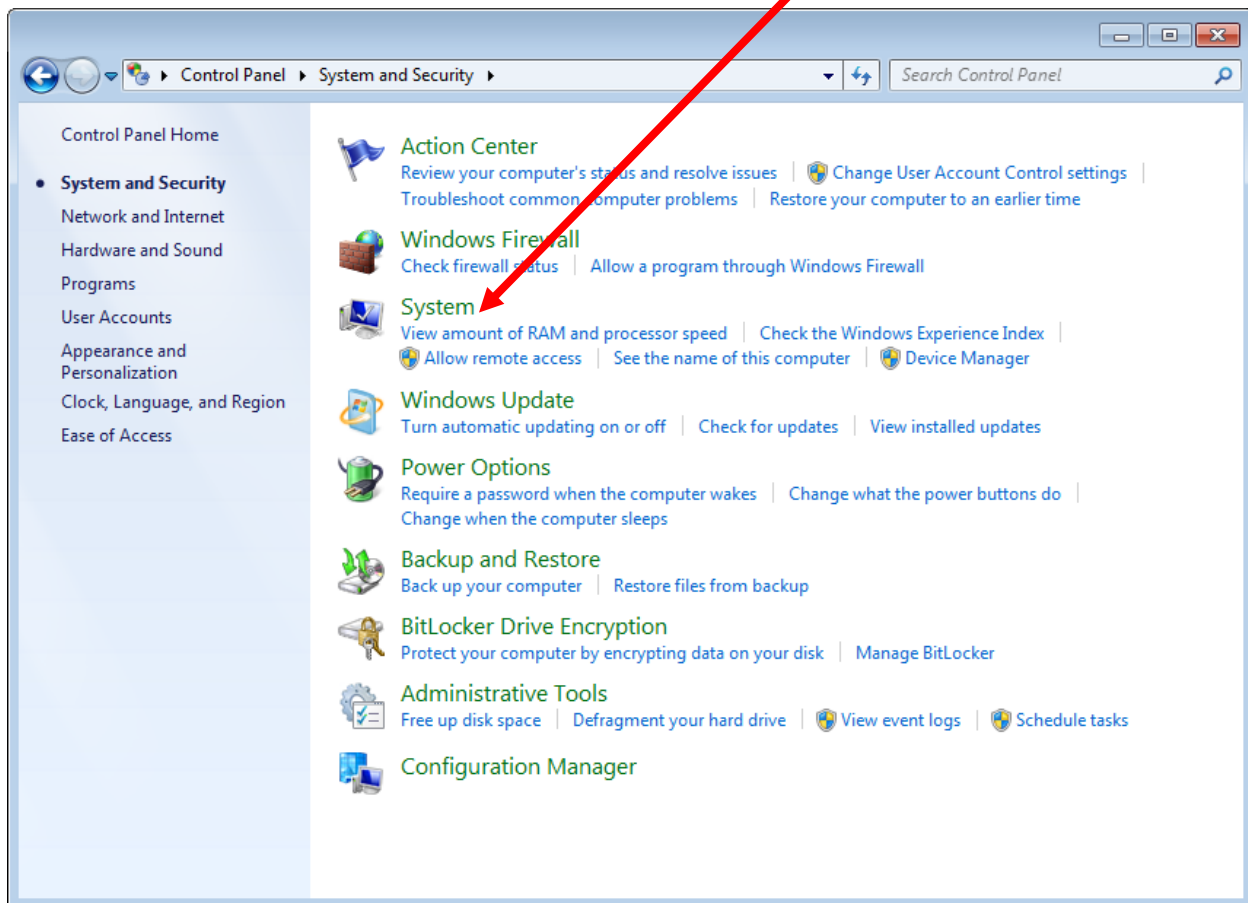 Control Panel System and Security Search Control Panel
Control Panel Home
System and Security
Network and Internet
Hardware and Sound
Programs
User Accounts
Appearance and
Personalization
Clock, Language, and Region
Ease of Access
Action Center
Review your computer's status and resolve issues Change User Account Control settings
Troubleshoot common computer problems Restore your computer to an earlier time
Windows Firewall
Check firewall status Allow a program through Windows Firewall
System
View amount of RAM and processor speed Check the Windows Experience Index
Allow remote access See the name of this computer Device Manager
Windows Update
Turn automatic updating on or off Check for updates View installed updates
Power Options
Require a password when the computer wakes Change what the power buttons do
Change when the computer sleeps
Backup and Restore
Back up your computer Restore files from backup
BitLocker Drive Encryption
Protect your computer by encrypting data on your disk Manage BitLocker
Administrative Tools
Free up disk space Defragment your hard drive View event logs Schedule tasks
Configuration Manager